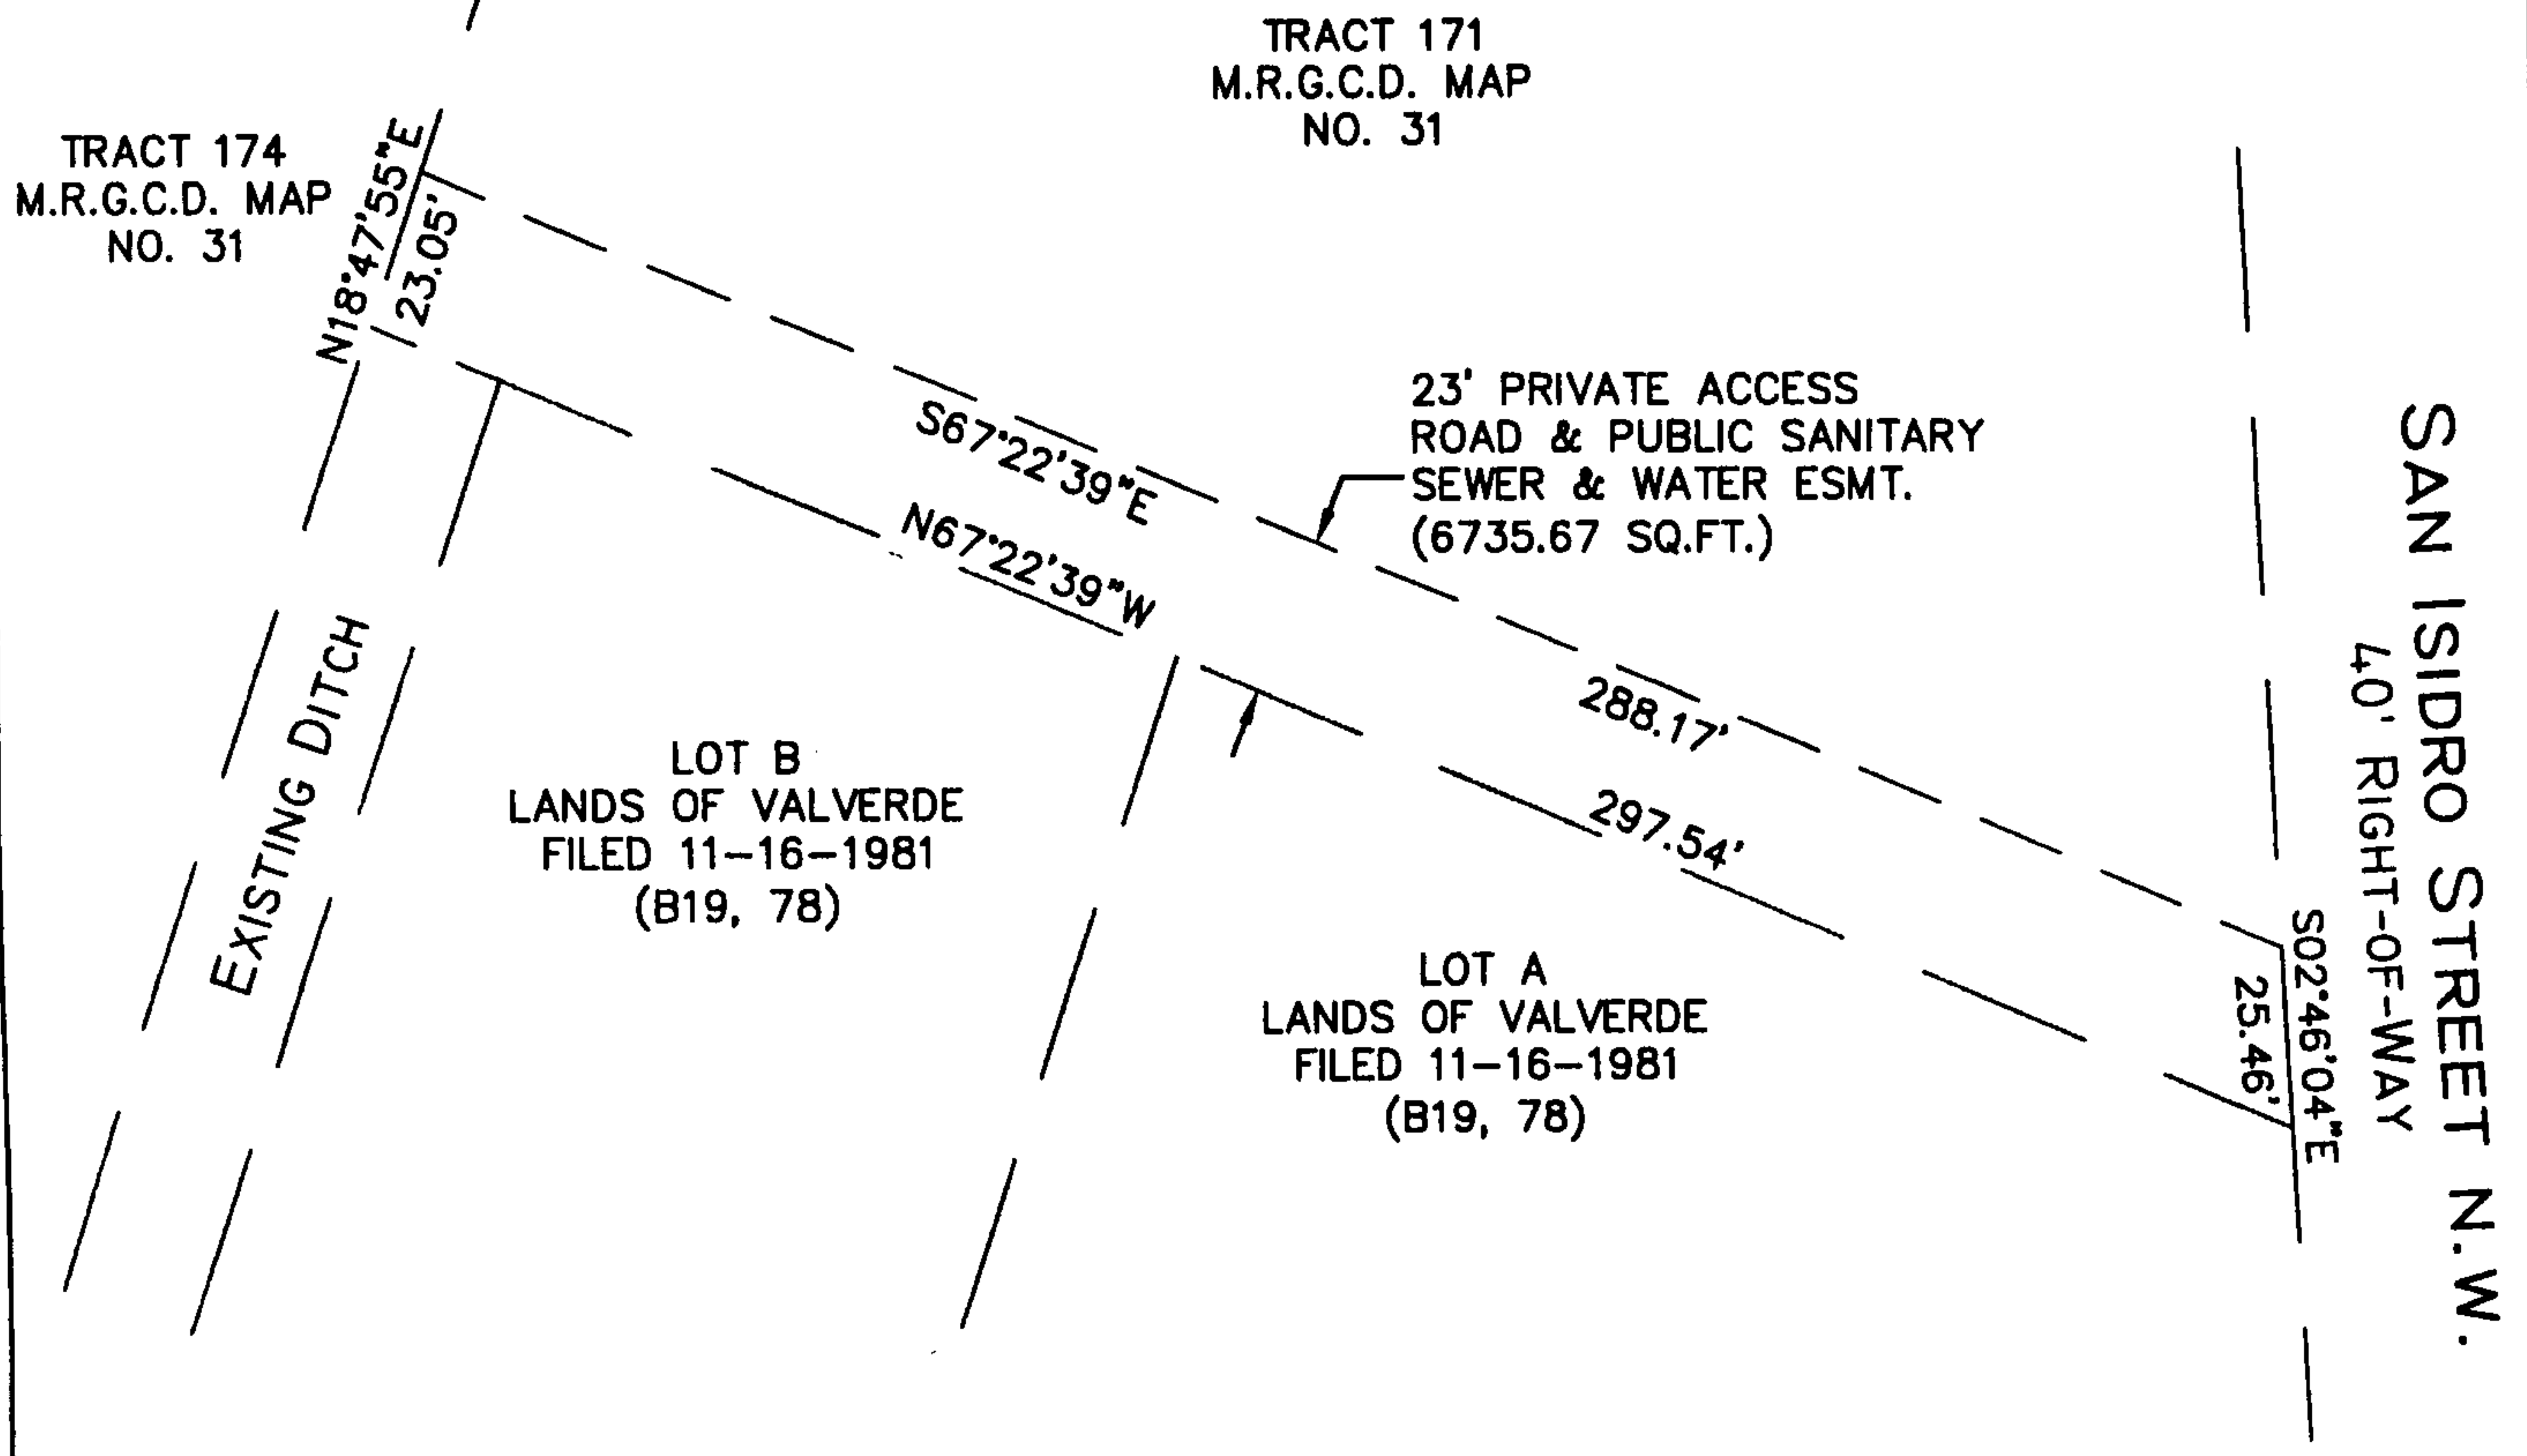 TRACT 171
M.R.G.C.D. MAP
NO. 31
TRACT 174
M.R.G.C.D. MAP
NO. 31
N18°47'55"E
23.05'
S67°22'39"E
N67°22'39"W
23' PRIVATE ACCESS
ROAD & PUBLIC SANITARY
SEWER & WATER ESMT.
(6735.67 SQ.FT.)
288.17'
297.54'
SAN ISIDRO STREET N.W.
40' RIGHT-OF-WAY
S02°46'04"E
25.46'
EXISTING DITCH
LOT B
LANDS OF VALVERDE
FILED 11-16-1981
(B19, 78)
LOT A
LANDS OF VALVERDE
FILED 11-16-1981
(B19, 78)